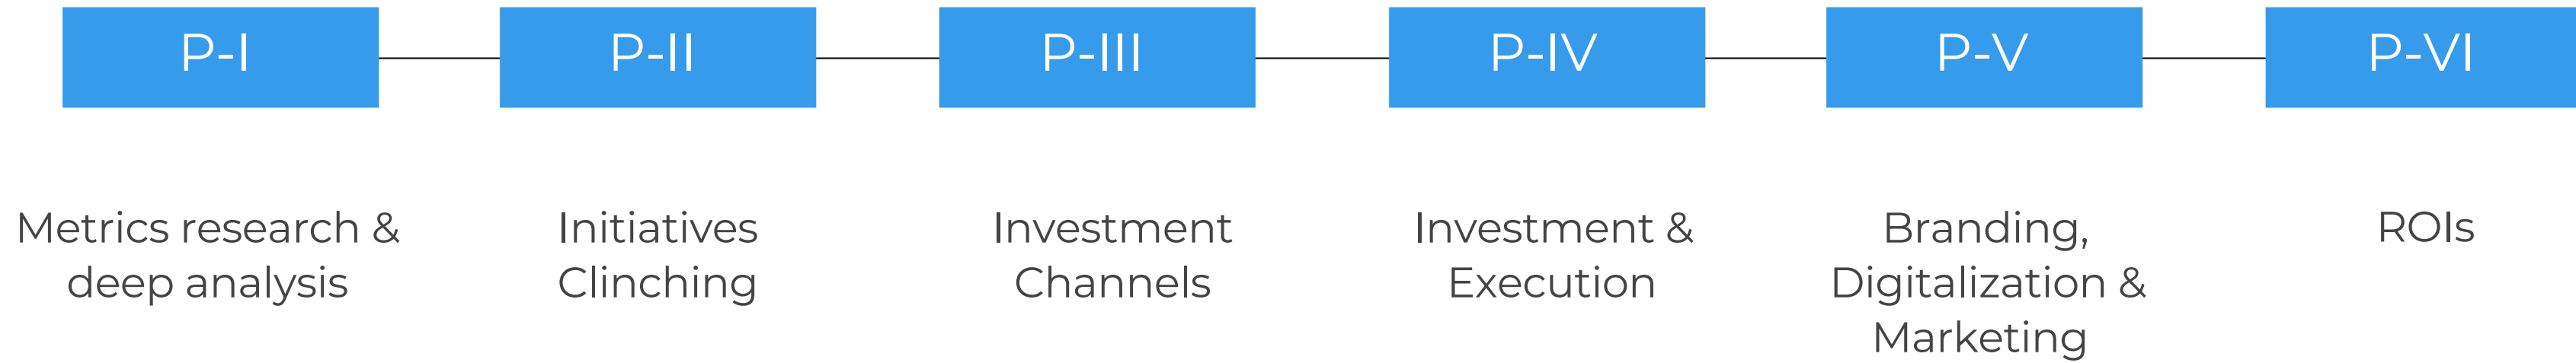 P-I
P-II
P-III
P-IV
P-V
P-VI
Metrics research &
deep analysis
Initiatives
Clinching
Investment
Channels
Investment &
Execution
Branding,
Digitalization &
Marketing
ROIs